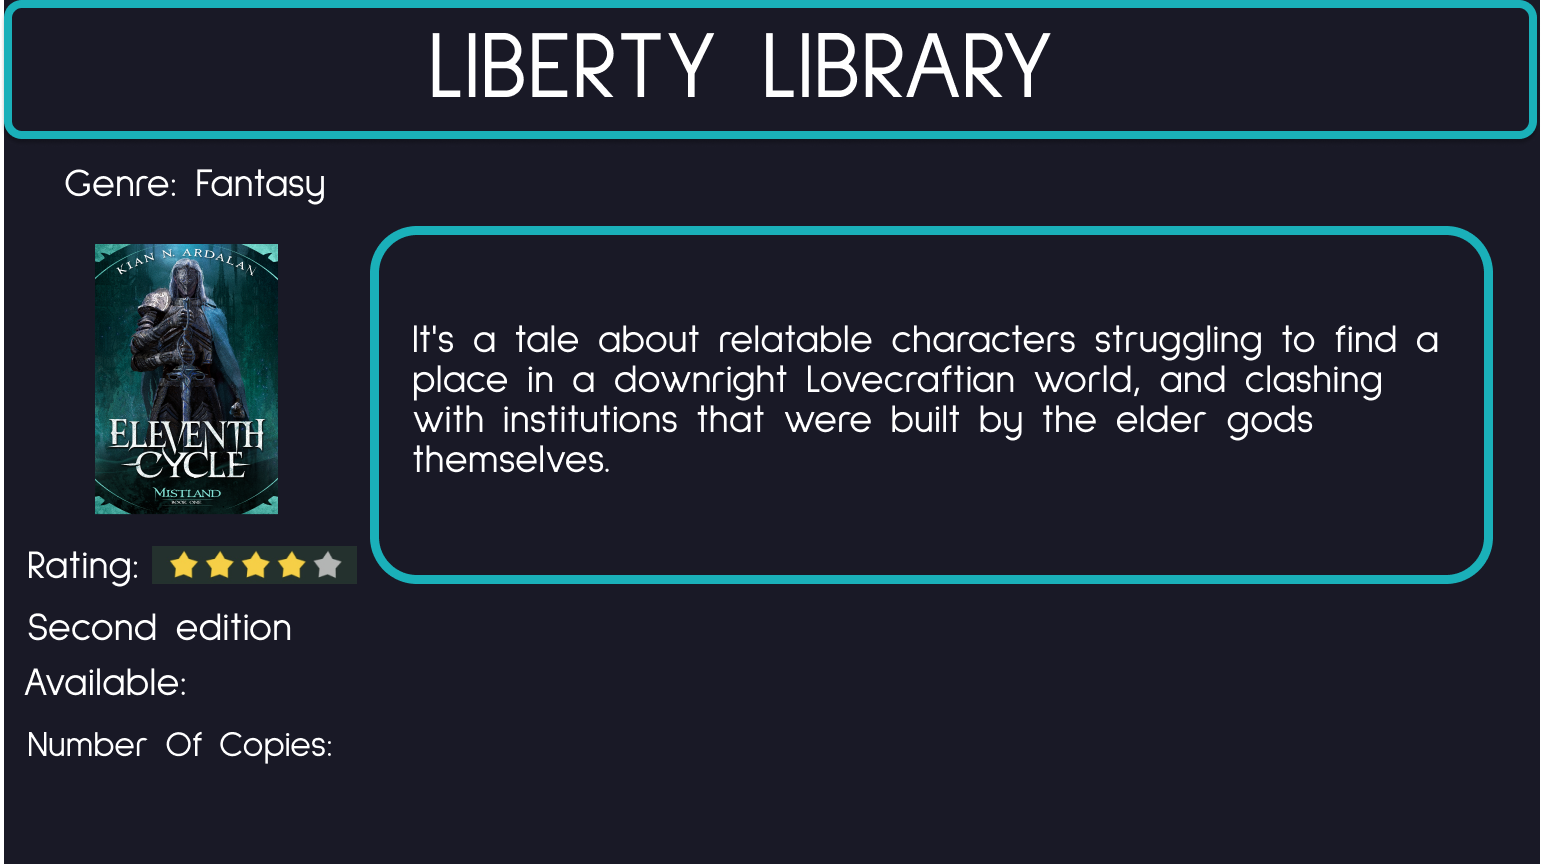 LIBERTY LIBRARY
Genre: Fantasy
KIAN N. ARDALAN
ELEVENTH
CYCLE
MISTLAND
BOOK ONE
It's a tale about relatable characters struggling to find a
place in a downright Lovecraftian world, and clashing
with institutions that were built by the elder gods
themselves.
Rating:
Second edition
Available:
Number Of Copies: